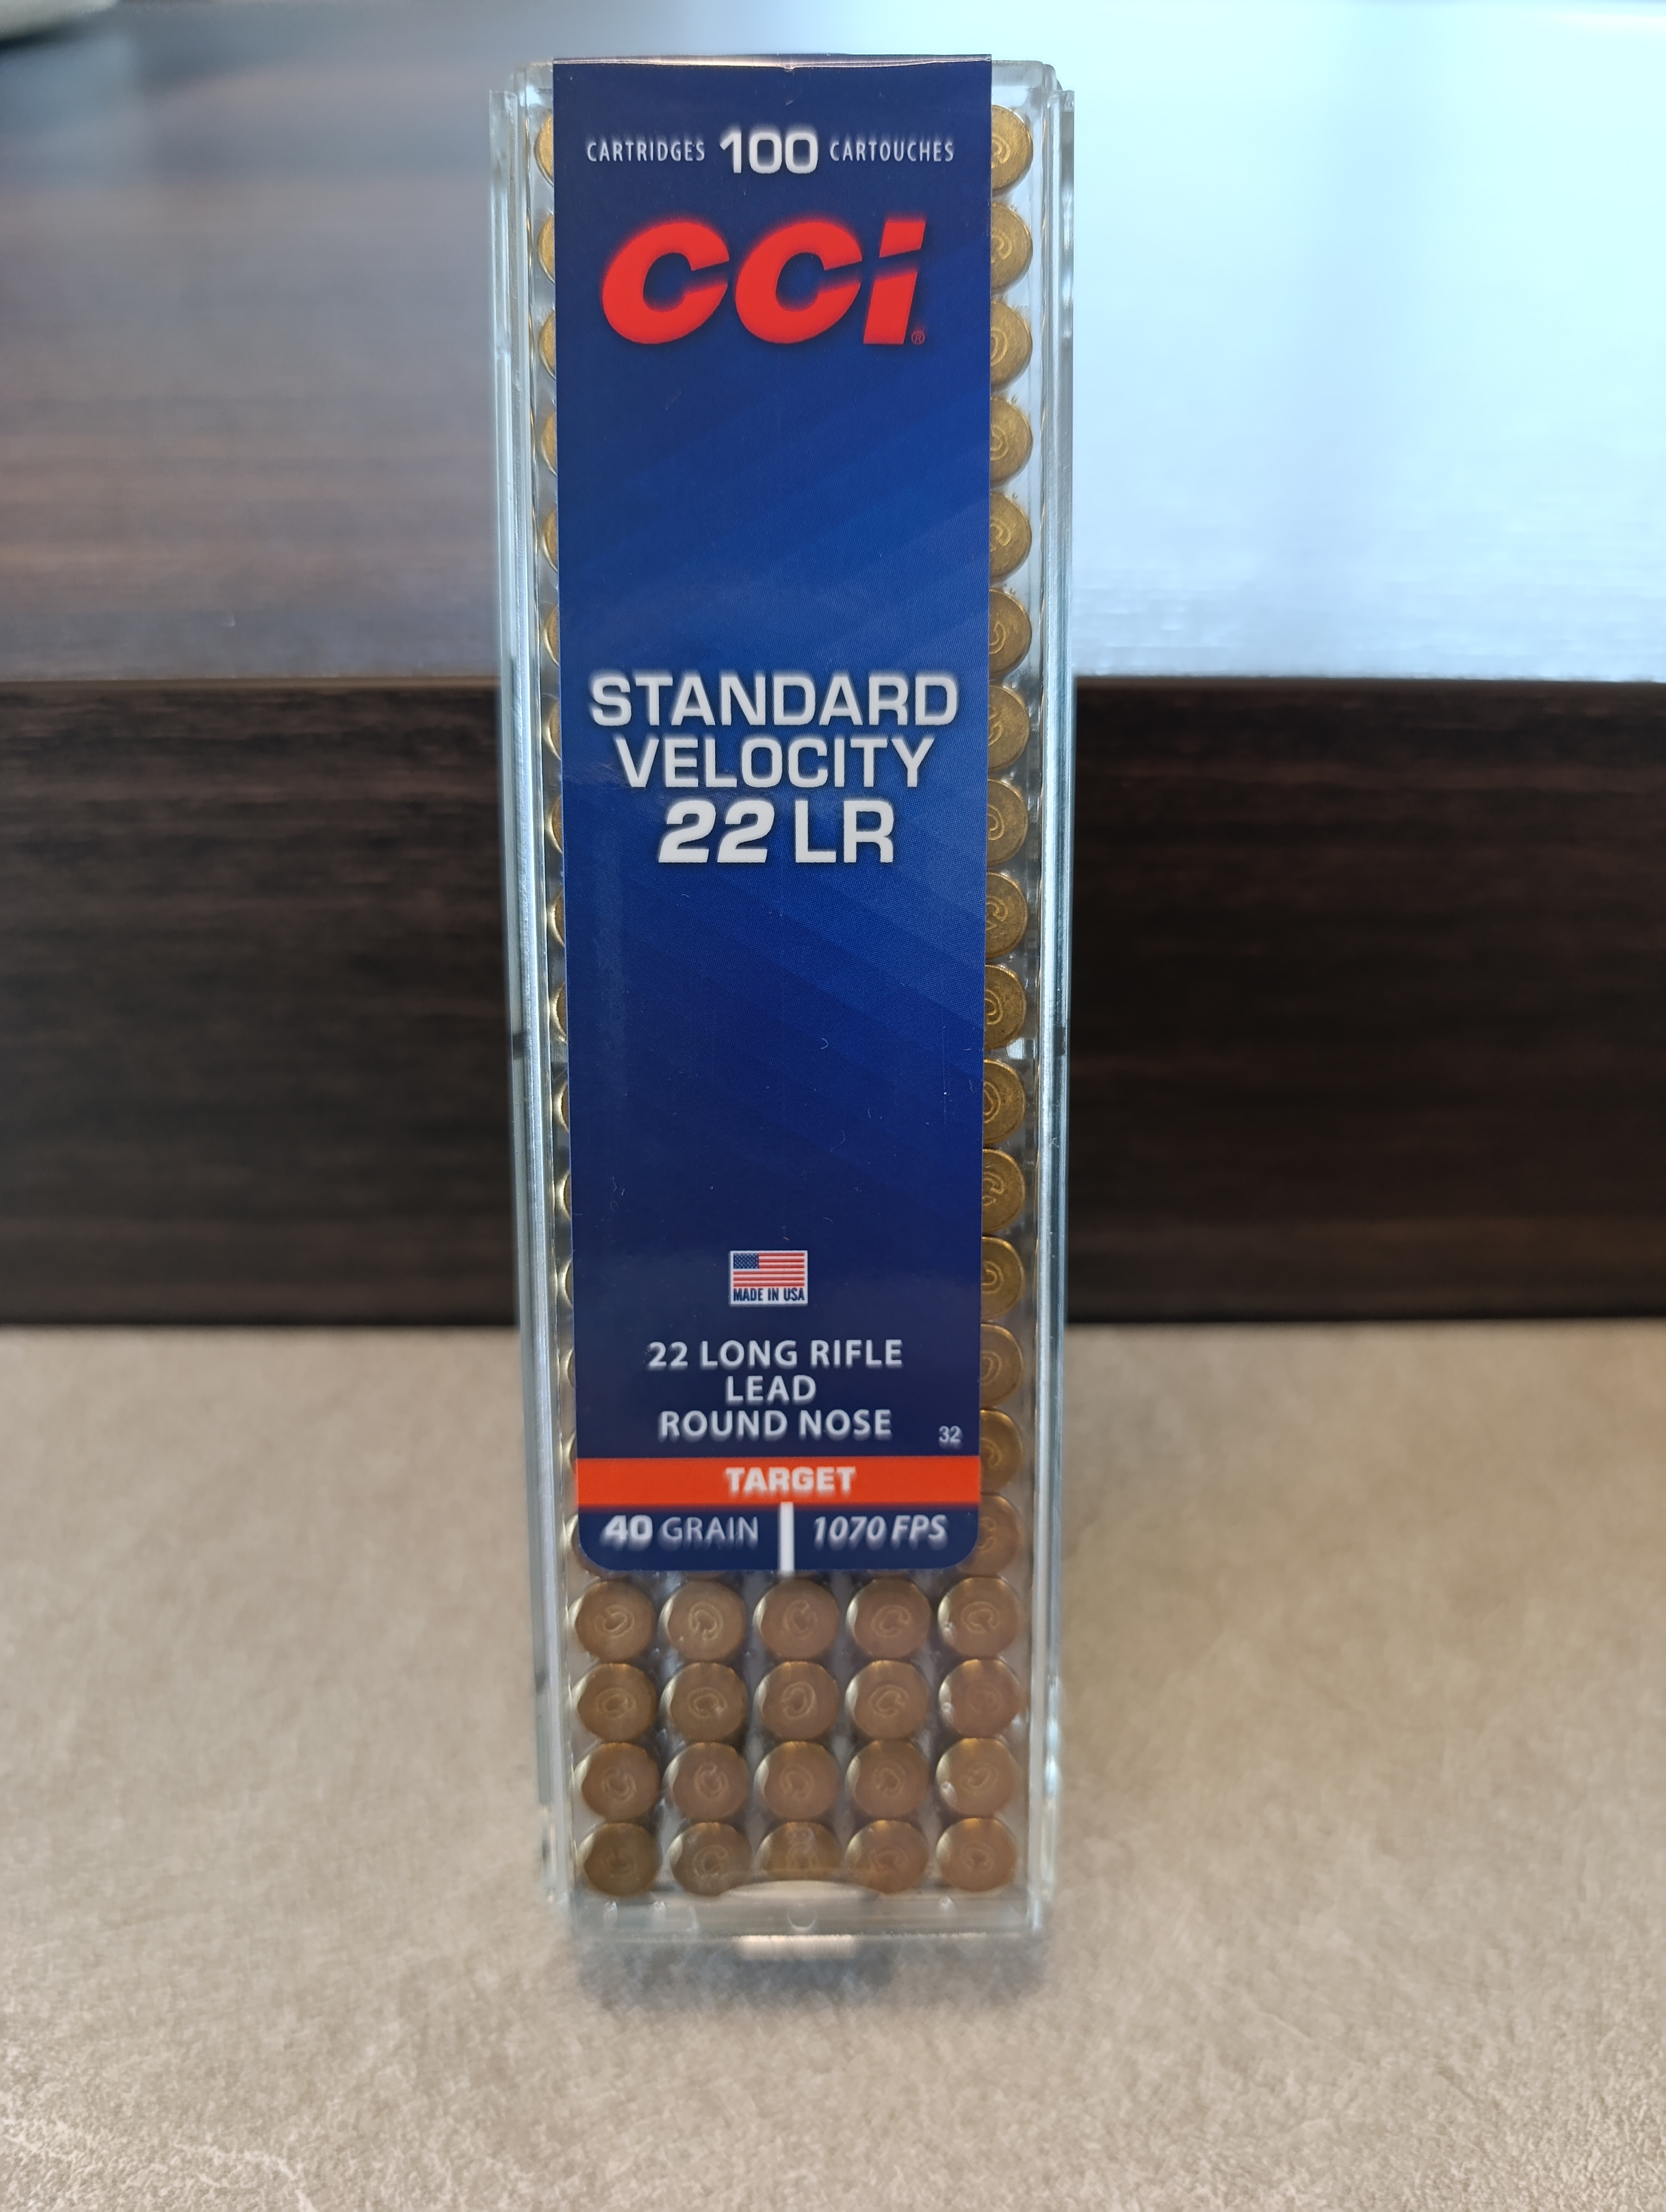 CARTRIDGES 100 CARTOUCHES
CCi®
STANDARD
VELOCITY
22 LR
MADE IN USA
22 LONG RIFLE
LEAD
ROUND NOSE
32
TARGET
40 GRAIN 1070 FPS